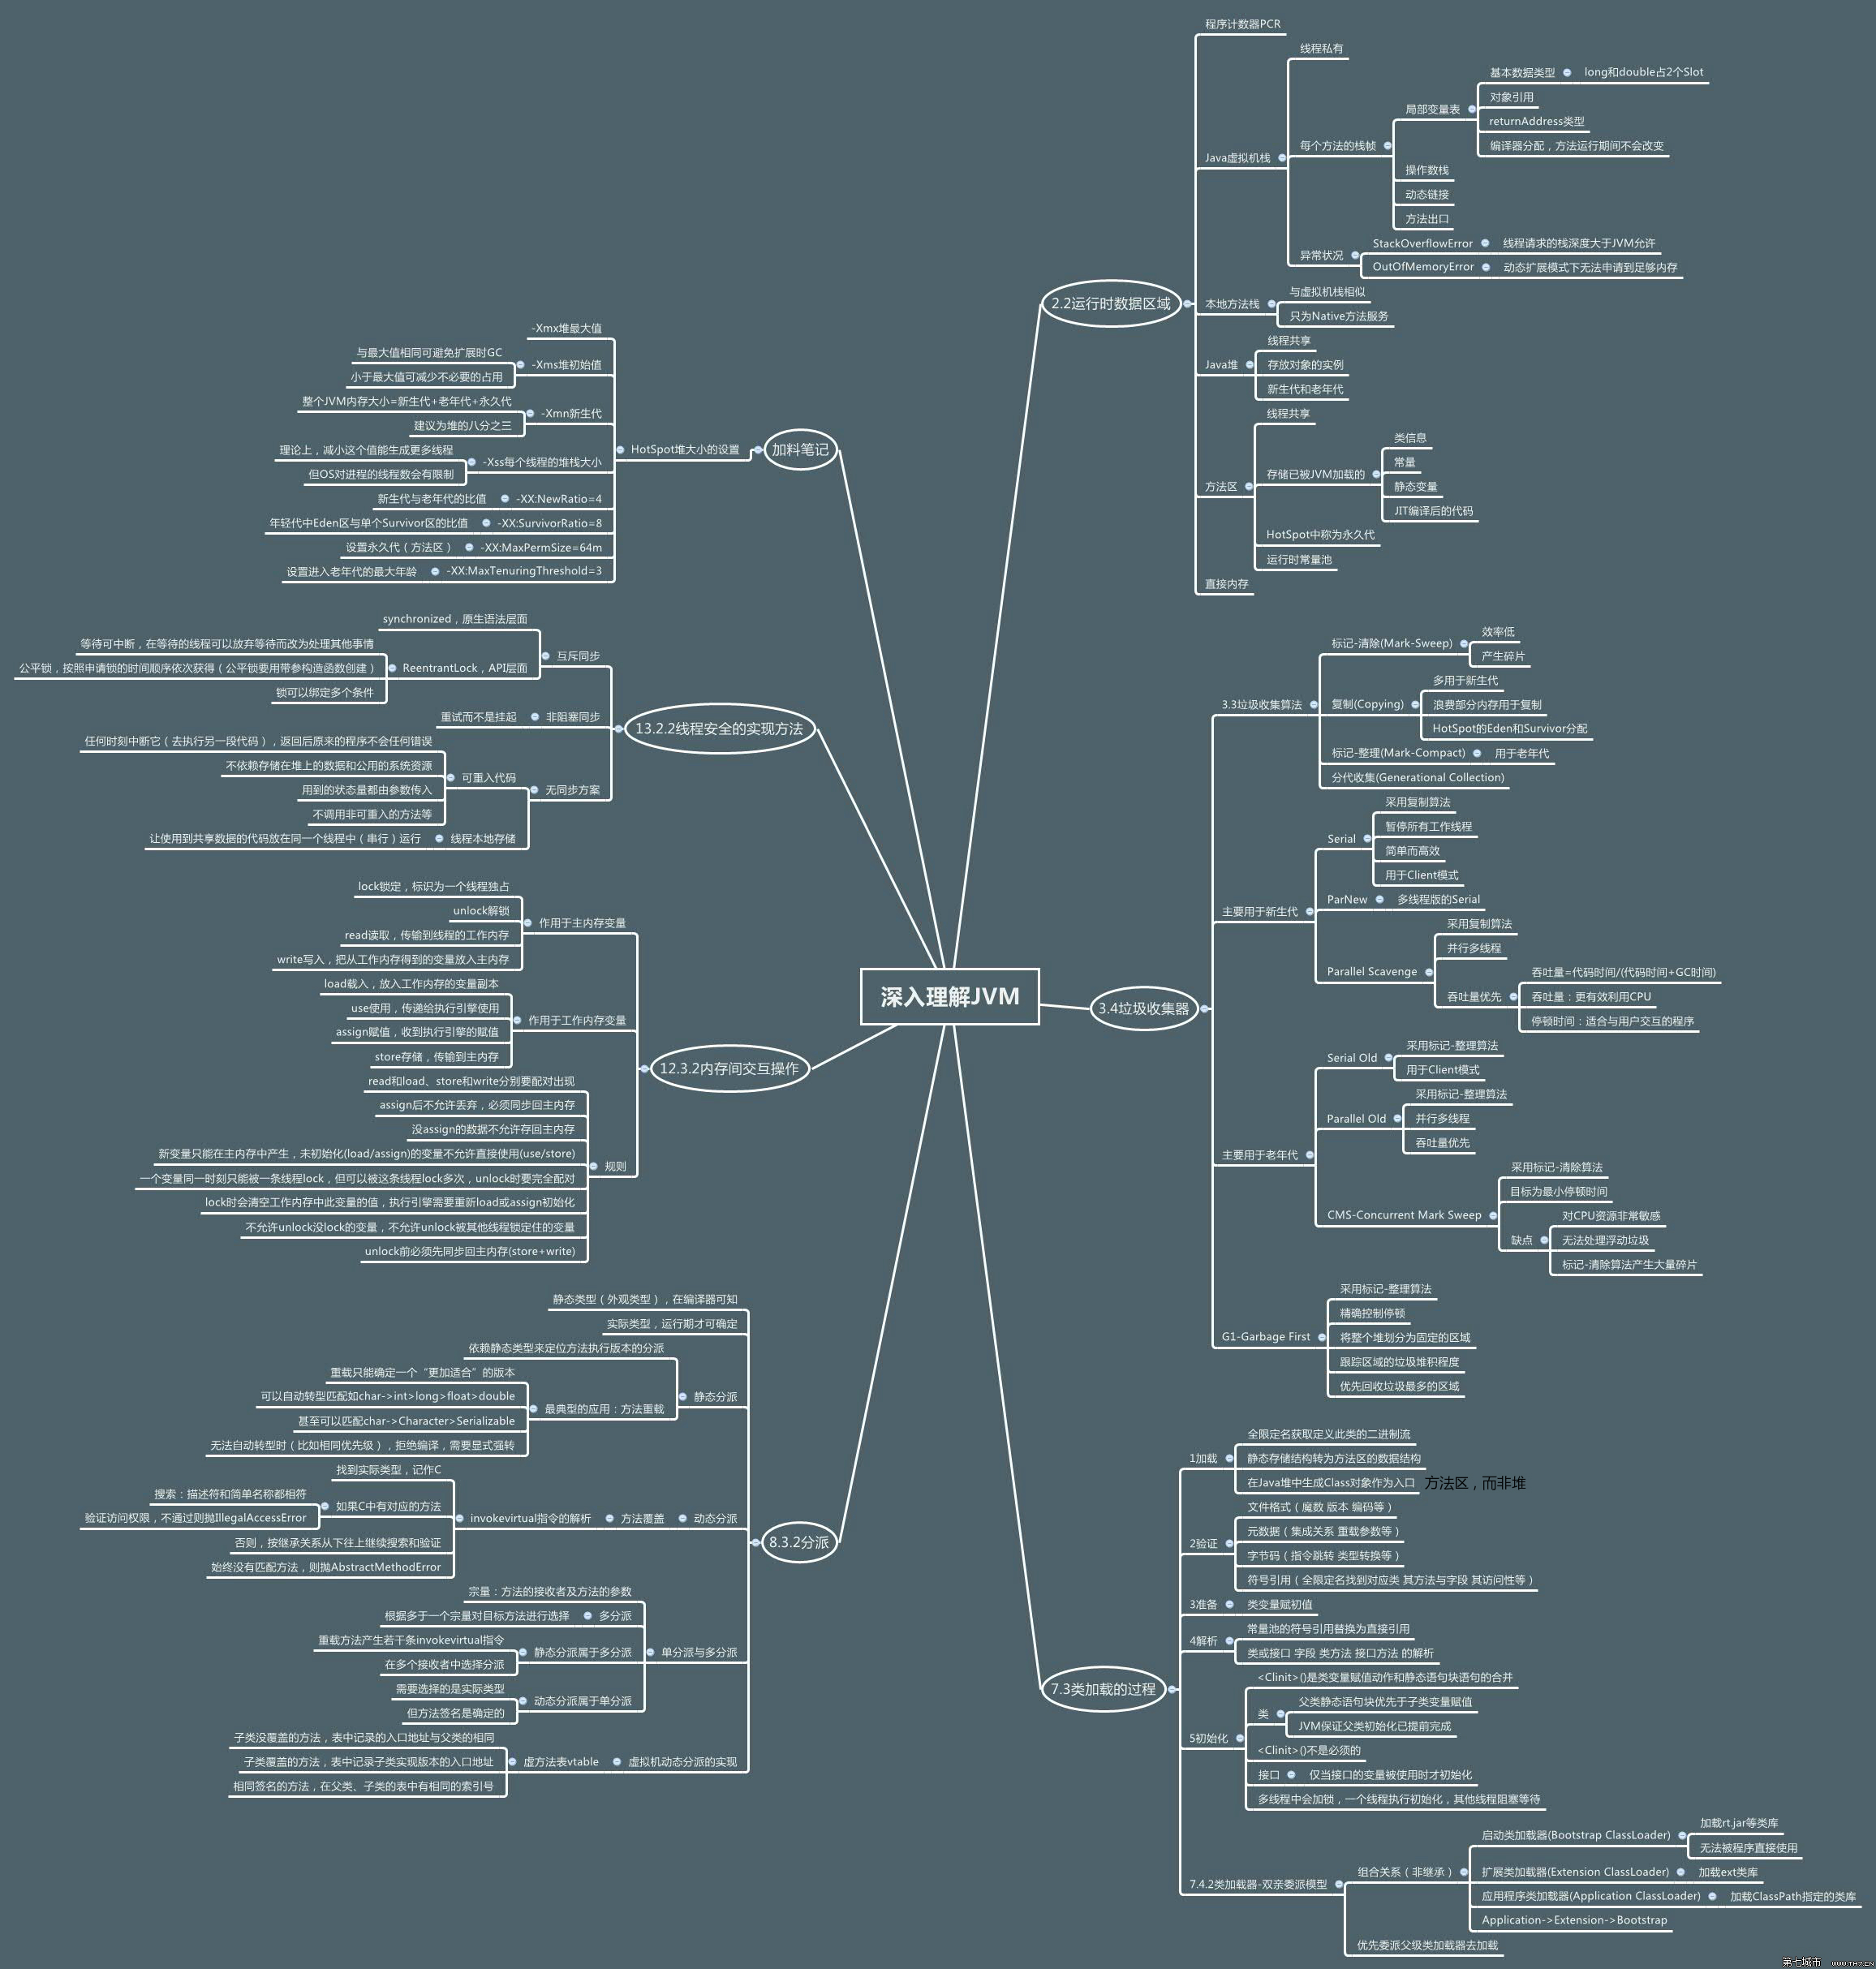 深入理解JVM
2.2运行时数据区域
程序计数器PCR
Java虚拟机栈
线程私有
每个方法的栈帧
局部变量表
基本数据类型
long和double占2个Slot
对象引用
returnAddress类型
编译器分配，方法运行期间不会改变
操作数栈
动态链接
方法出口
异常状况
StackOverflowError
线程请求的栈深度大于JVM允许
OutOfMemoryError
动态扩展模式下无法申请到足够内存
本地方法栈
与虚拟机栈相似
只为Native方法服务
Java堆
线程共享
存放对象的实例
新生代和老年代
方法区
线程共享
存储已被JVM加载的
类信息
常量
静态变量
JIT编译后的代码
HotSpot中称为永久代
运行时常量池
直接内存
3.4垃圾收集器
3.3垃圾收集算法
标记-清除(Mark-Sweep)
效率低
产生碎片
复制(Copying)
多用于新生代
浪费部分内存用于复制
HotSpot的Eden和Survivor分配
标记-整理(Mark-Compact)
用于老年代
分代收集(Generational Collection)
主要用于新生代
Serial
采用复制算法
暂停所有工作线程
简单而高效
用于Client模式
ParNew
多线程版的Serial
Parallel Scavenge
采用复制算法
并行多线程
吞吐量优先
吞吐量=代码时间/(代码时间+GC时间)
吞吐量：更有效利用CPU
停顿时间：适合与用户交互的程序
主要用于老年代
Serial Old
采用标记-整理算法
用于Client模式
Parallel Old
采用标记-整理算法
并行多线程
吞吐量优先
CMS-Concurrent Mark Sweep
采用标记-清除算法
目标为最小停顿时间
缺点
对CPU资源非常敏感
无法处理浮动垃圾
标记-清除算法产生大量碎片
G1-Garbage First
采用标记-整理算法
精确控制停顿
将整个堆划分为固定的区域
跟踪区域的垃圾堆积程度
优先回收垃圾最多的区域
7.3类加载的过程
1加载
全限定名获取定义此类的二进制流
静态存储结构转为方法区的数据结构
在Java堆中生成Class对象作为入口
方法区，而非堆
2验证
文件格式（魔数 版本 编码等）
元数据（集成关系 重载参数等）
字节码（指令跳转 类型转换等）
符号引用（全限定名找到对应类 其方法与字段 其访问性等）
3准备
类变量赋初值
4解析
常量池的符号引用替换为直接引用
类或接口 字段 类方法 接口方法 的解析
5初始化
<Clinit>()是类变量赋值动作和静态语句块语句的合并
类
父类静态语句块优先于子类变量赋值
JVM保证父类初始化已提前完成
<Clinit>()不是必须的
接口
仅当接口的变量被使用时才初始化
多线程中会加锁，一个线程执行初始化，其他线程阻塞等待
7.4.2类加载器-双亲委派模型
组合关系（非继承）
启动类加载器(Bootstrap ClassLoader)
加载rt.jar等类库
无法被程序直接使用
扩展类加载器(Extension ClassLoader)
加载ext类库
应用程序类加载器(Application ClassLoader)
加载ClassPath指定的类库
Application->Extension->Bootstrap
优先委派父级类加载器去加载
加料笔记
HotSpot堆大小的设置
-Xmx堆最大值
-Xms堆初始值
与最大值相同可避免扩展时GC
小于最大值可减少不必要的占用
-Xmn新生代
整个JVM内存大小=新生代+老年代+永久代
建议为堆的八分之三
-Xss每个线程的堆栈大小
理论上，减小这个值能生成更多线程
但OS对进程的线程数会有限制
-XX:NewRatio=4
新生代与老年代的比值
-XX:SurvivorRatio=8
年轻代中Eden区与单个Survivor区的比值
-XX:MaxPermSize=64m
设置永久代（方法区）
-XX:MaxTenuringThreshold=3
设置进入老年代的最大年龄
13.2.2线程安全的实现方法
互斥同步
synchronized，原生语法层面
ReentrantLock，API层面
等待可中断，在等待的线程可以放弃等待而改为处理其他事情
公平锁，按照申请锁的时间顺序依次获得（公平锁要用带参构造函数创建）
锁可以绑定多个条件
非阻塞同步
重试而不是挂起
无同步方案
可重入代码
任何时刻中断它（去执行另一段代码），返回后原来的程序不会任何错误
不依赖存储在堆上的数据和公用的系统资源
用到的状态量都由参数传入
不调用非可重入的方法等
线程本地存储
让使用到共享数据的代码放在同一个线程中（串行）运行
12.3.2内存间交互操作
作用于主内存变量
lock锁定，标识为一个线程独占
unlock解锁
read读取，传输到线程的工作内存
write写入，把从工作内存得到的变量放入主内存
作用于工作内存变量
load载入，放入工作内存的变量副本
use使用，传递给执行引擎使用
assign赋值，收到执行引擎的赋值
store存储，传输到主内存
规则
read和load、store和write分别要配对出现
assign后不允许丢弃，必须同步回主内存
没assign的数据不允许存回主内存
新变量只能在主内存中产生，未初始化(load/assign)的变量不允许直接使用(use/store)
一个变量同一时刻只能被一条线程lock，但可以被这条线程lock多次，unlock时要完全配对
lock时会清空工作内存中此变量的值，执行引擎需要重新load或assign初始化
不允许unlock没lock的变量，不允许unlock被其他线程锁定住的变量
unlock前必须先同步回主内存(store+write)
8.3.2分派
静态类型（外观类型），在编译器可知
实际类型，运行期才可确定
静态分派
依赖静态类型来定位方法执行版本的分派
最典型的应用：方法重载
重载只能确定一个“更加适合”的版本
可以自动转型匹配如char->int>long>float>double
甚至可以匹配char->Character>Serializable
无法自动转型时（比如相同优先级），拒绝编译，需要显式强转
动态分派
方法覆盖
invokevirtual指令的解析
找到实际类型，记作C
如果C中有对应的方法
搜索：描述符和简单名称都相符
验证访问权限，不通过则抛IllegalAccessError
否则，按继承关系从下往上继续搜索和验证
始终没有匹配方法，则抛AbstractMethodError
单分派与多分派
宗量：方法的接收者及方法的参数
多分派
根据多于一个宗量对目标方法进行选择
静态分派属于多分派
重载方法产生若干条invokevirtual指令
在多个接收者中选择分派
动态分派属于单分派
需要选择的是实际类型
但方法签名是确定的
虚拟机动态分派的实现
虚方法表vtable
子类没覆盖的方法，表中记录的入口地址与父类的相同
子类覆盖的方法，表中记录子类实现版本的入口地址
相同签名的方法，在父类、子类的表中有相同的索引号
第七城市 www.TH7.CN